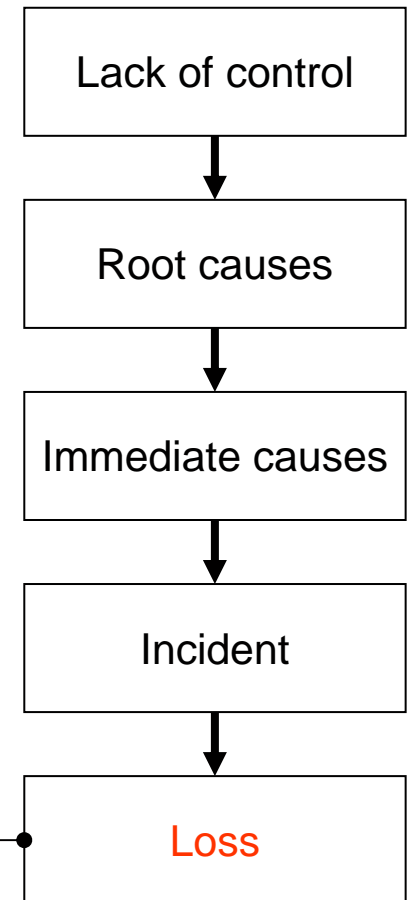 Lack of control
Root causes
Immediate causes
Incident
Loss